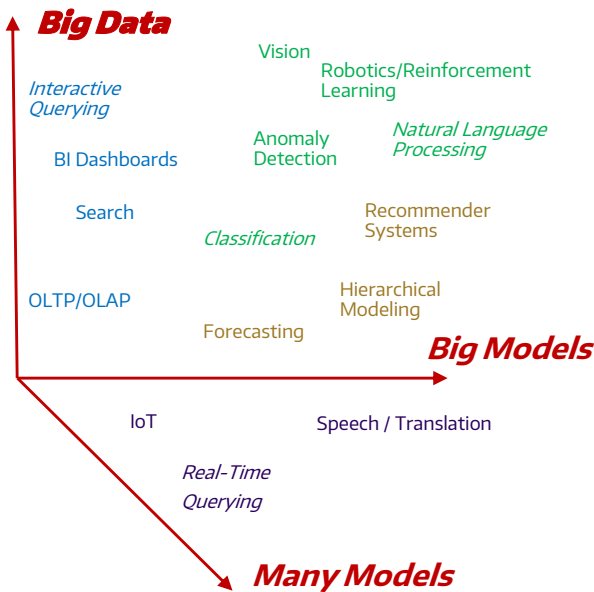 Big Data
Vision
Robotics/Reinforcement
Learning
Interactive
Querying
Natural Language
Processing
Anomaly
Detection
BI Dashboards
Search
Recommender
Systems
Classification
OLTP/OLAP
Hierarchical
Modeling
Forecasting
Big Models
IoT
Speech / Translation
Real-Time
Querying
Many Models